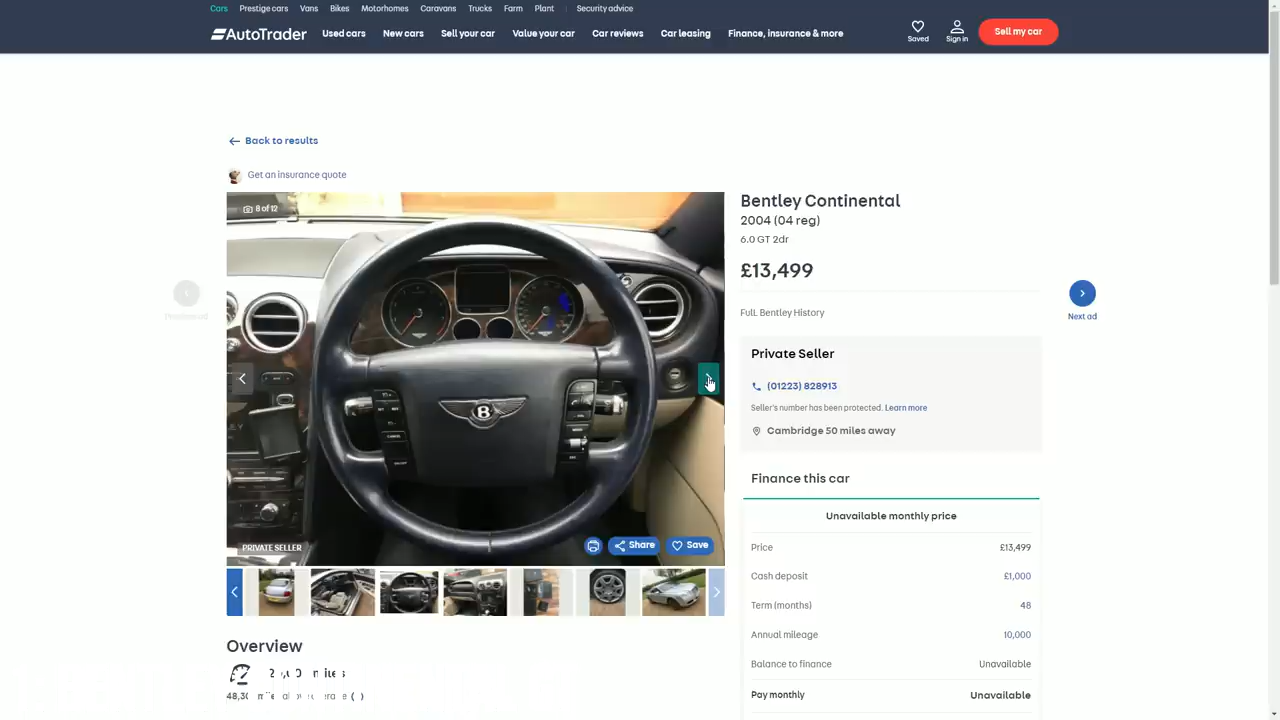 Cars Prestige cars Vans Bikes Motorhomes Caravans Trucks Farm Plant Security advice
AutoTrader Used cars New cars Sell your car Value your car Car reviews Car leasing Finance, insurance & more Saved Sign in Sell my car
Back to results
Get an insurance quote
8 of 12
PRIVATE SELLER
Share Save
Bentley Continental
2004 (04 reg)
6.0 GT 2dr
£13,499
FulL Bentley History
Previous ad
Next ad
Private Seller
(01223) 828913
Seller's number has been protected. Learn more
Cambridge 50 miles away
Finance this car
Unavailable monthly price
Price £13,499
Cash deposit £1,000
Term (months) 48
Annual mileage 10,000
Balance to finance Unavailable
Pay monthly Unavailable
Overview